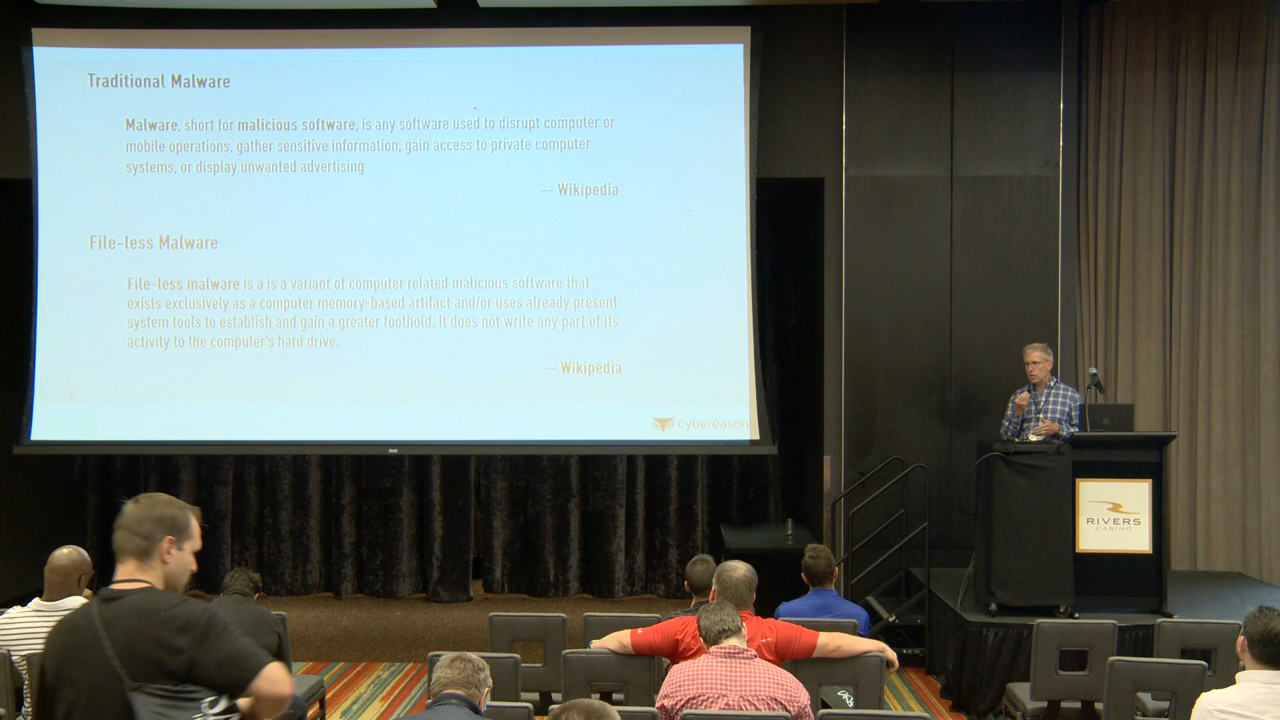 Traditional Malware
Malware, short for malicious software, is any software used to disrupt computer or
mobile operations, gather sensitive information, gain access to private computer
systems, or display unwanted advertising
-- Wikipedia
File-less Malware
File-less malware is a is a variant of computer related malicious software that
exists exclusively as a computer memory-based artifact and/or uses already present
system tools to establish and gain a greater foothold. It does not write any part of its
activity to the computer's hard drive.
-- Wikipedia
cybereason
RIVERS
CASINO